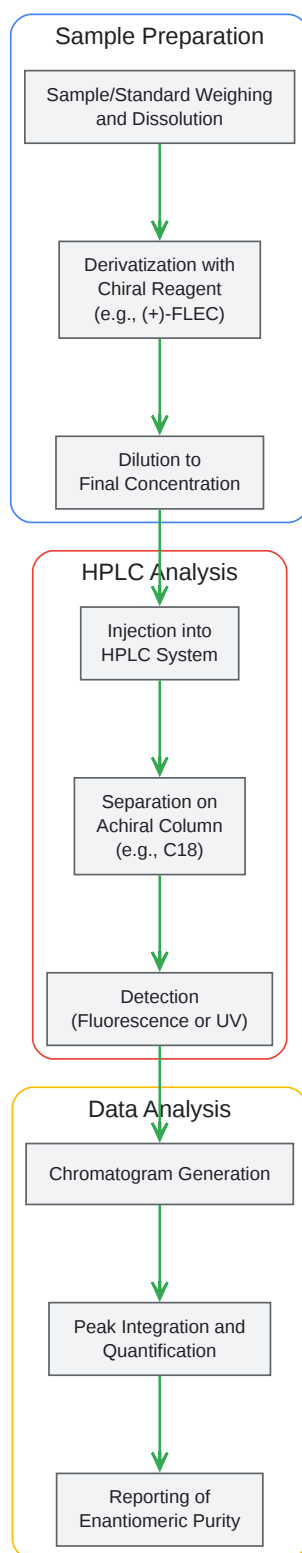 Sample Preparation
Sample/Standard Weighing
and Dissolution
Derivatization with
Chiral Reagent
(e.g., (+)-FLEC)
Dilution to
Final Concentration
HPLC Analysis
Injection into
HPLC System
Separation on
Achiral Column
(e.g., C18)
Detection
(Fluorescence or UV)
Data Analysis
Chromatogram Generation
Peak Integration and
Quantification
Reporting of
Enantiomeric Purity